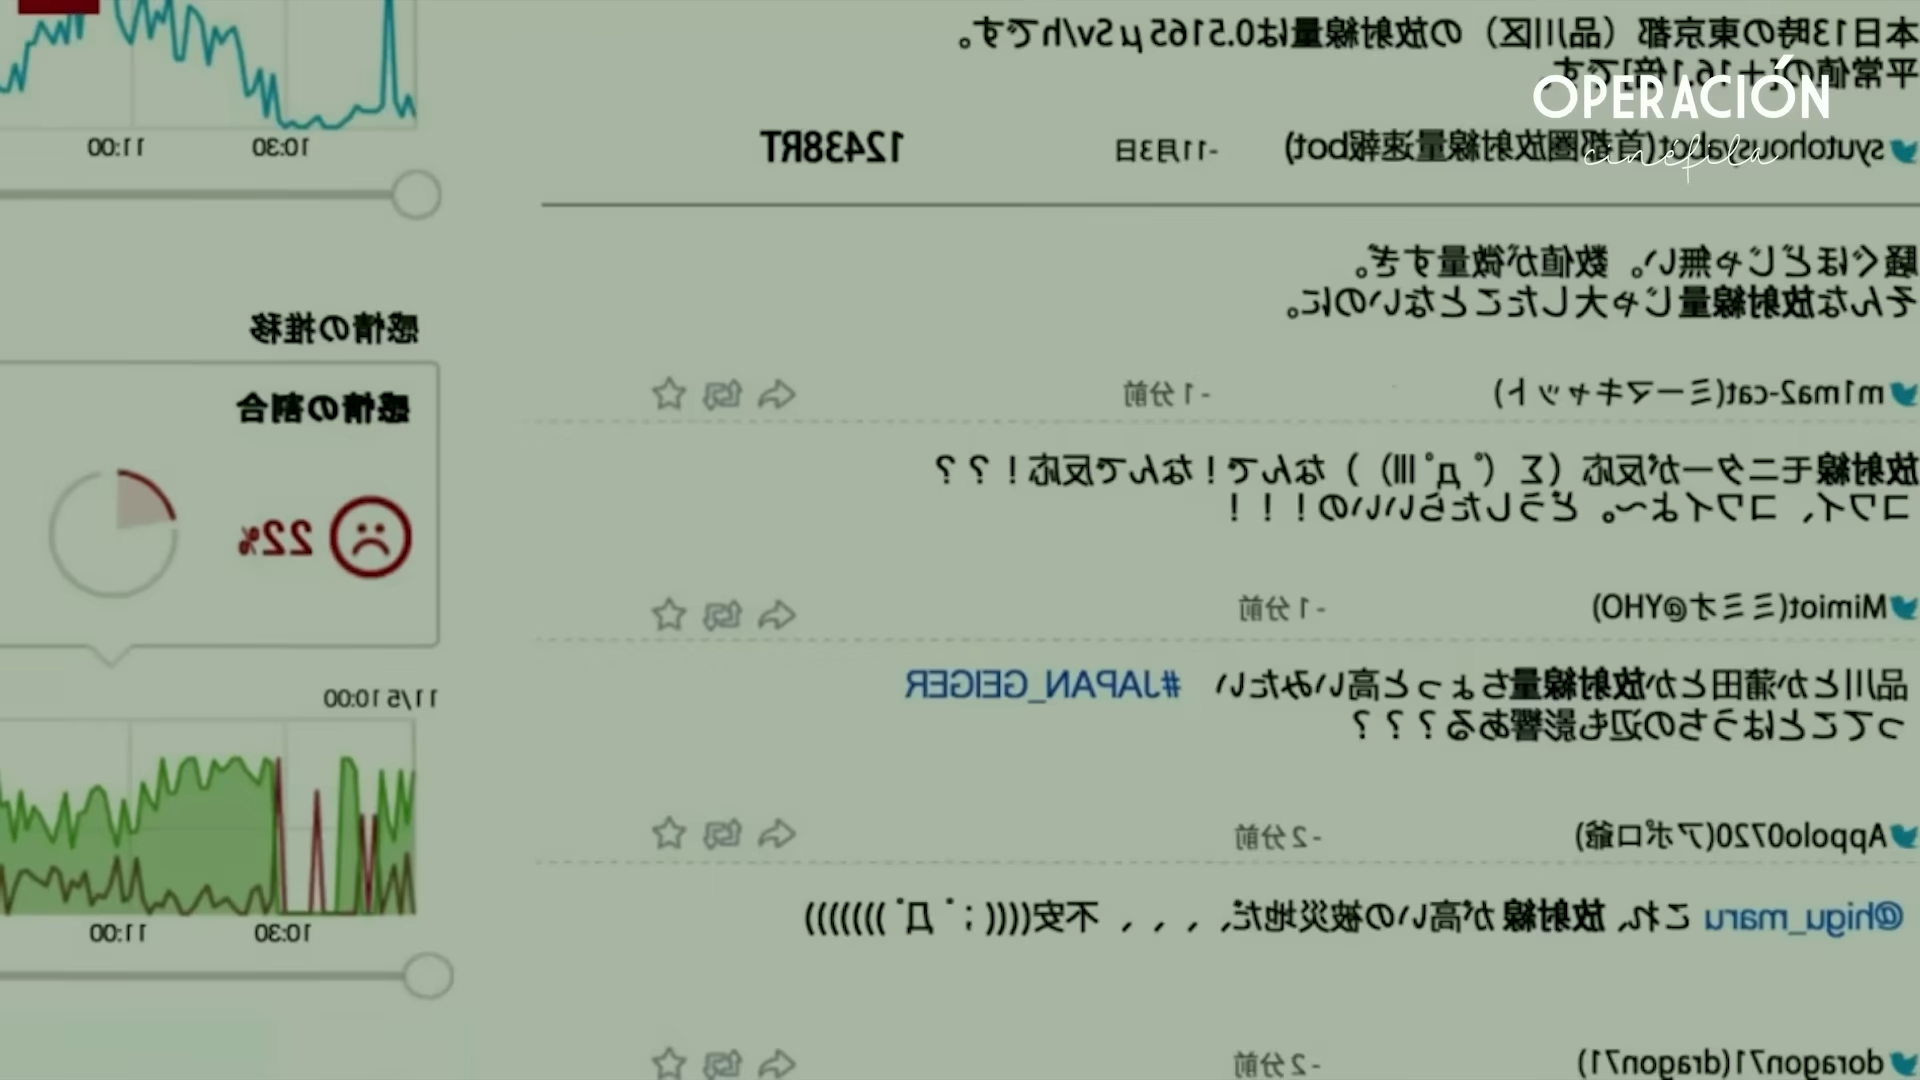 本日13時の東京都（品川区）の放射線量は0.5165μSv/hです。
平常値の[＋16.1倍]です
OPERACIÓN
cinéfila
syutohousyabot(首都圏放射線量速報bot)
-11月3日
12438RT
騒ぐほどじゃ無い。数値が微量すぎ。
そんな放射線量じゃ大したことないのに。
m1ma2-cat(ミーマキャット)
-1分前
放射線モニターが反応（Σ（ﾟдﾟlll））なんで！なんで反応！？？
コワイ、コワイよ～。どうしたらいいの！！！
Mimiot(ミミオ@YHO)
-1分前
品川とか蒲田とか放射線量ちょっと高いみたい #JAPAN_GEIGER
ってことはうちの辺も影響ある？？？
Appolo0720(アポロ爺)
-2分前
@higu_maru これ、放射線が高いの被災地だ、、、、不安((((；ﾟДﾟ)))))))
doragon71(dragon71)
-2分前
10:30
11:00
感情の推移
感情の割合
22%
11/5 10:00
10:30
11:00